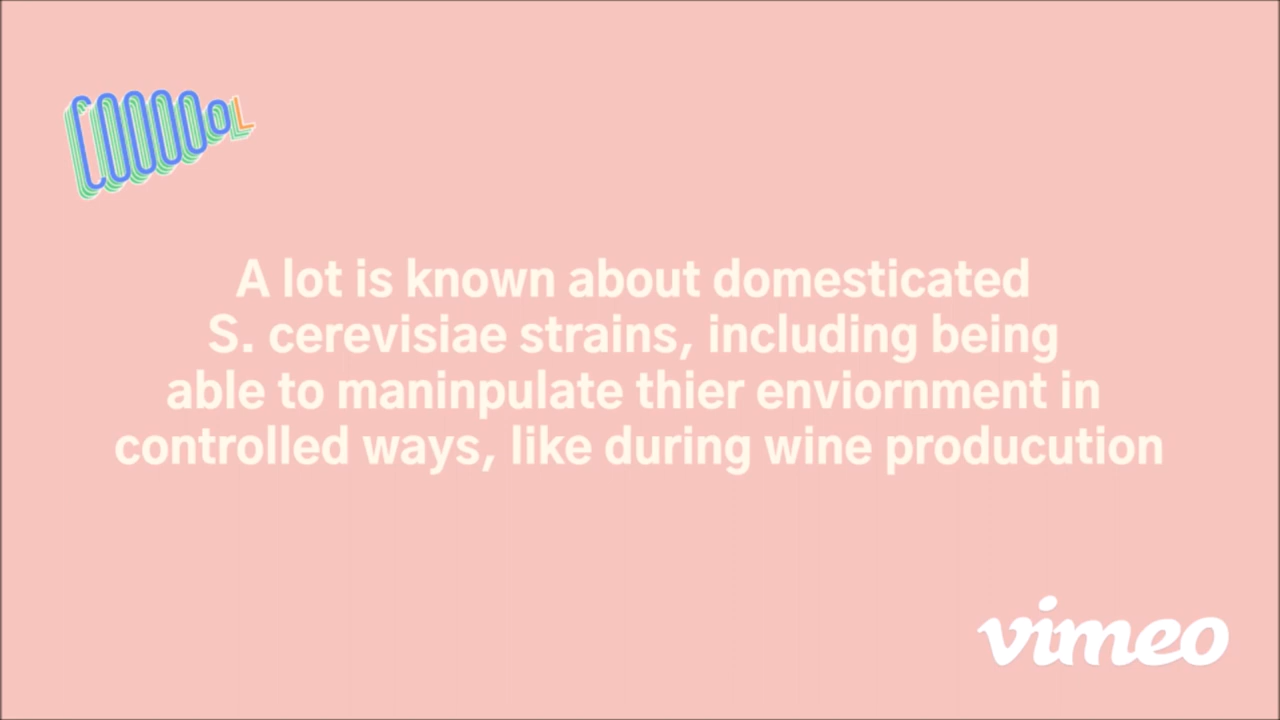 COOOOOL
A lot is known about domesticated
S. cerevisiae strains, including being
able to maninpulate thier enviornment in
controlled ways, like during wine producution
vimeo